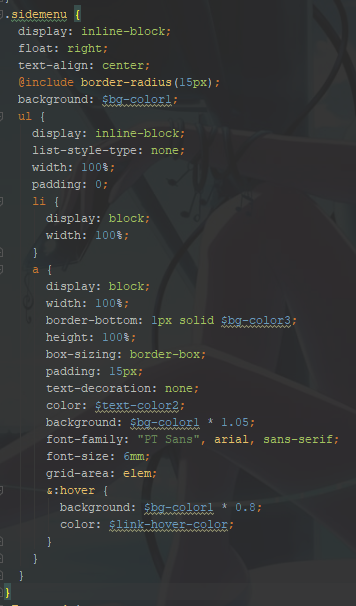 .sidemenu {
display: inline-block;
float: right;
text-align: center;
@include border-radius(15px);
background: $bg-color1;
ul {
display: inline-block;
list-style-type: none;
width: 100%;
padding: 0;
li {
display: block;
width: 100%;
}
a {
display: block;
width: 100%;
border-bottom: 1px solid $bg-color3;
height: 100%;
box-sizing: border-box;
padding: 15px;
text-decoration: none;
color: $text-color2;
background: $bg-color1 * 1.05;
font-family: "PT Sans", arial, sans-serif;
font-size: 6mm;
grid-area: elem;
&:hover {
background: $bg-color1 * 0.8;
color: $link-hover-color;
}
}
}
}